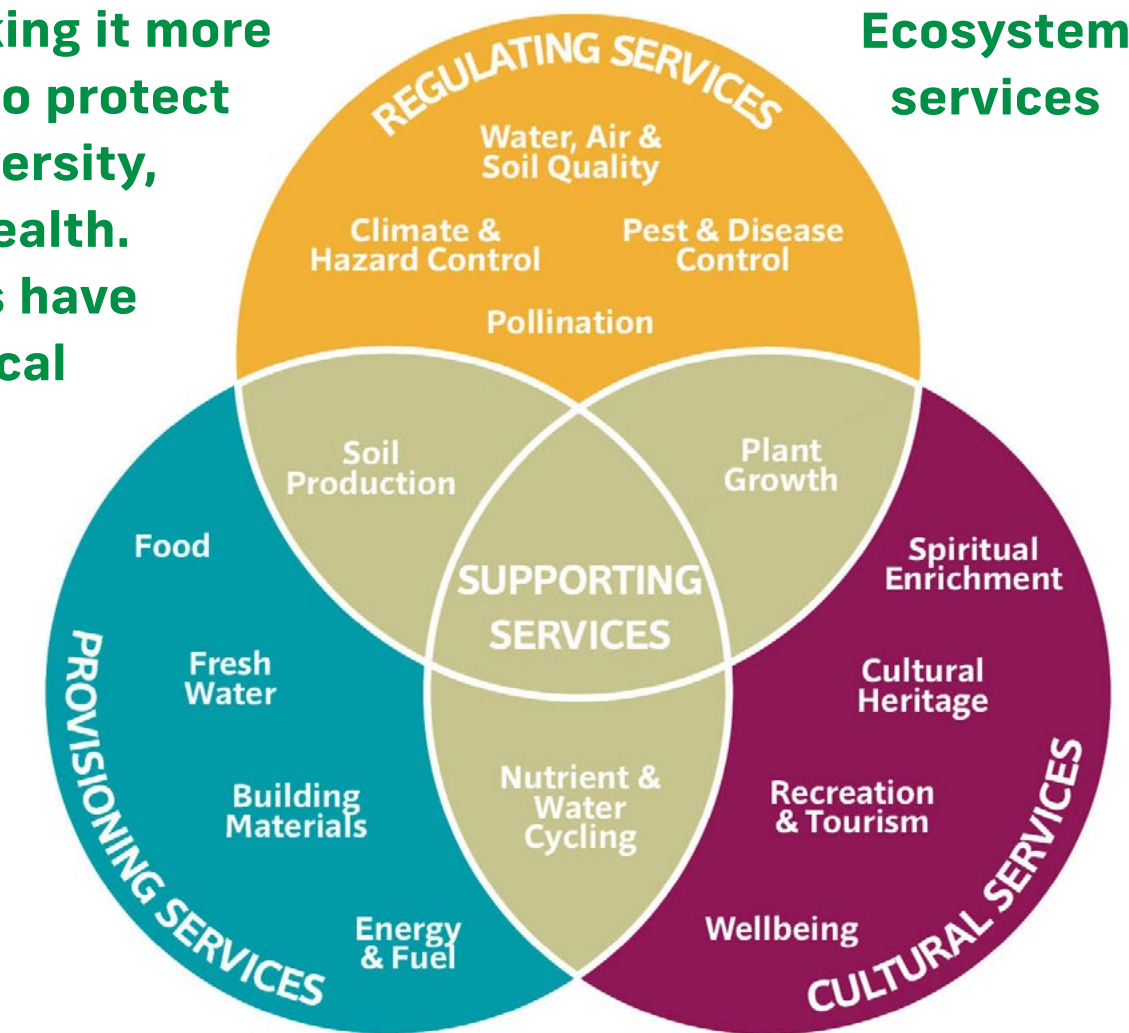 king it more
o protect
ersity,
ealth.
s have
cal
Ecosystem
services
REGULATING SERVICES
Water, Air &
Soil Quality
Climate &
Hazard Control
Pest & Disease
Control
Pollination
Soil
Production
Plant
Growth
SUPPORTING
SERVICES
Nutrient &
Water
Cycling
Food
Fresh
Water
Building
Materials
Energy
& Fuel
PROVISIONING SERVICES
Spiritual
Enrichment
Cultural
Heritage
Recreation
& Tourism
Wellbeing
CULTURAL SERVICES